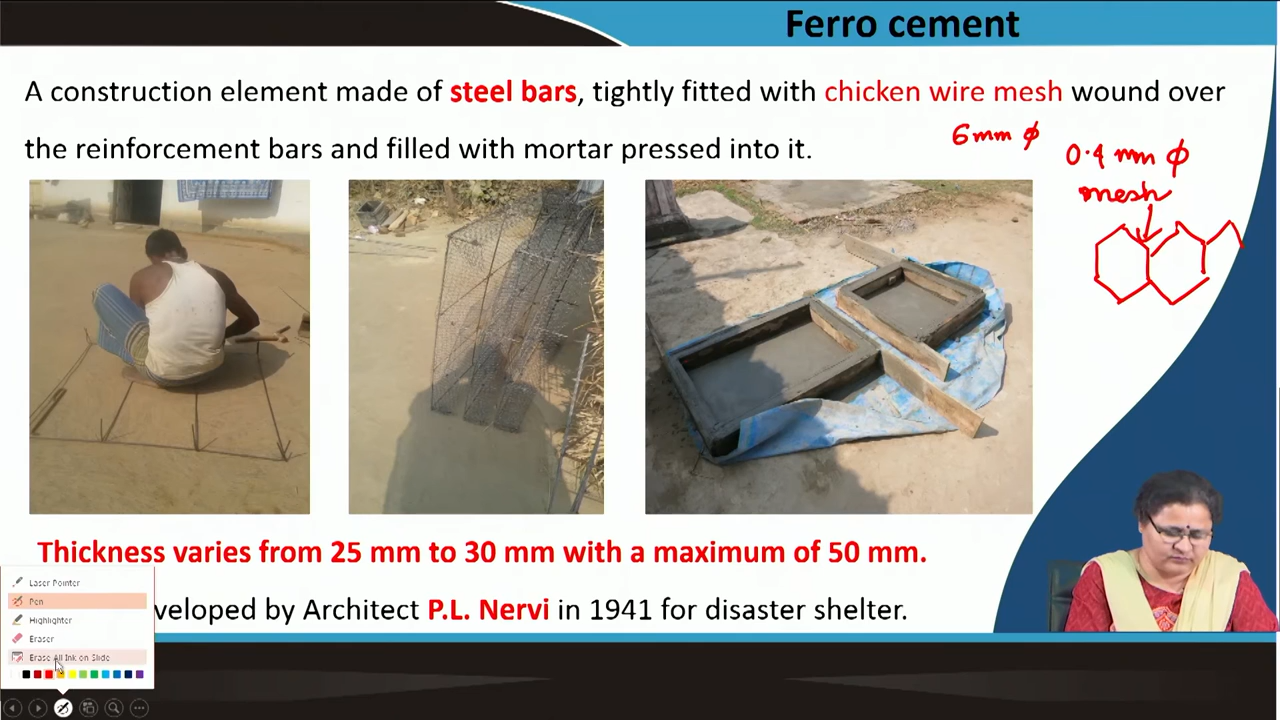 Ferro cement
A construction element made of steel bars, tightly fitted with chicken wire mesh wound over
the reinforcement bars and filled with mortar pressed into it.
6mm ϕ
0.4 mm ϕ
mesh
Thickness varies from 25 mm to 30 mm with a maximum of 50 mm.
veloped by Architect P.L. Nervi in 1941 for disaster shelter.
Laser Pointer
Pen
Highlighter
Eraser
Erase All Ink on Slide